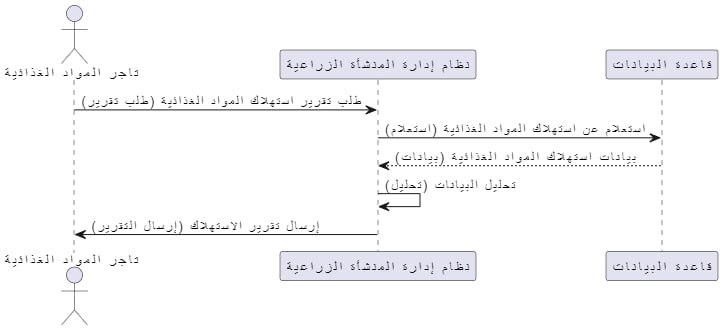 تاجر المواد الغذائية
نظام إدارة المنشأة الزراعية
قاعدة البيانات
طلب تقرير استهلاك المواد الغذائية (طلب تقرير)
استعلام عن استهلاك المواد الغذائية (استعلام)
بيانات استهلاك المواد الغذائية (بيانات)
تحليل البيانات (تحليل)
إرسال تقرير الاستهلاك (إرسال التقرير)
تاجر المواد الغذائية
نظام إدارة المنشأة الزراعية
قاعدة البيانات